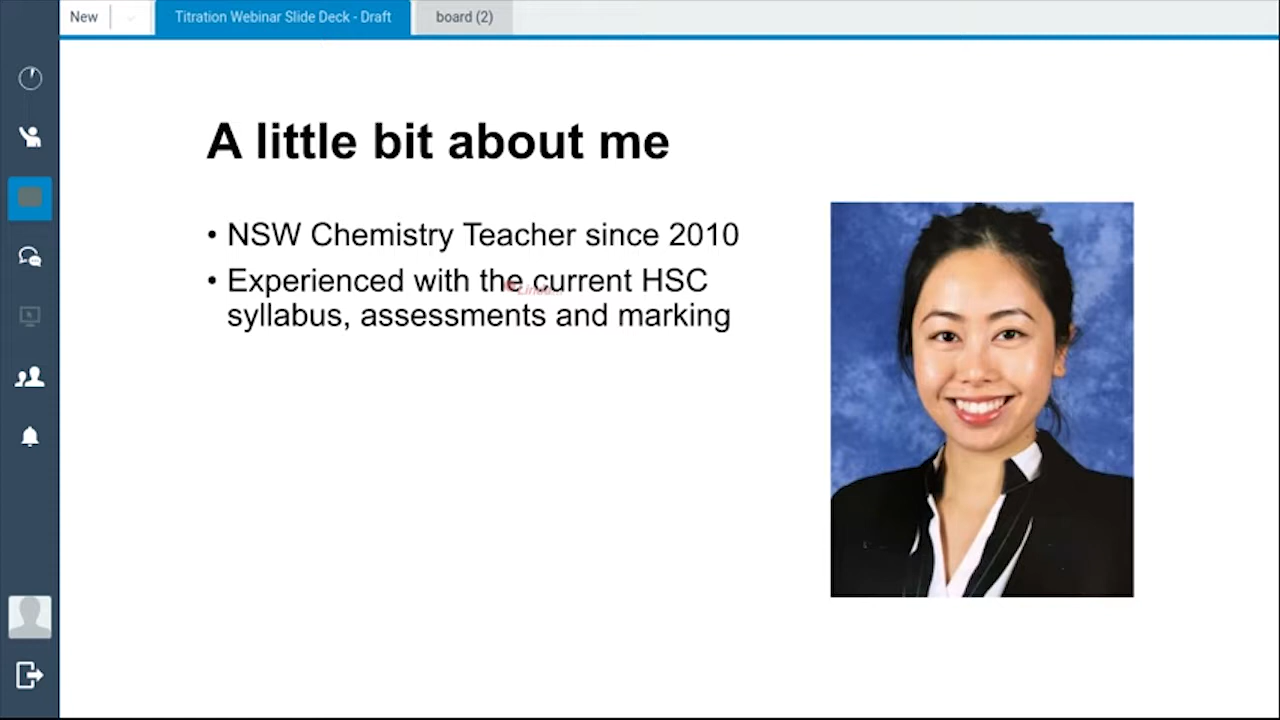 New
Titration Webinar Slide Deck - Draft
board (2)
A little bit about me
• NSW Chemistry Teacher since 2010
• Experienced with the current HSC
Linda...
syllabus, assessments and marking